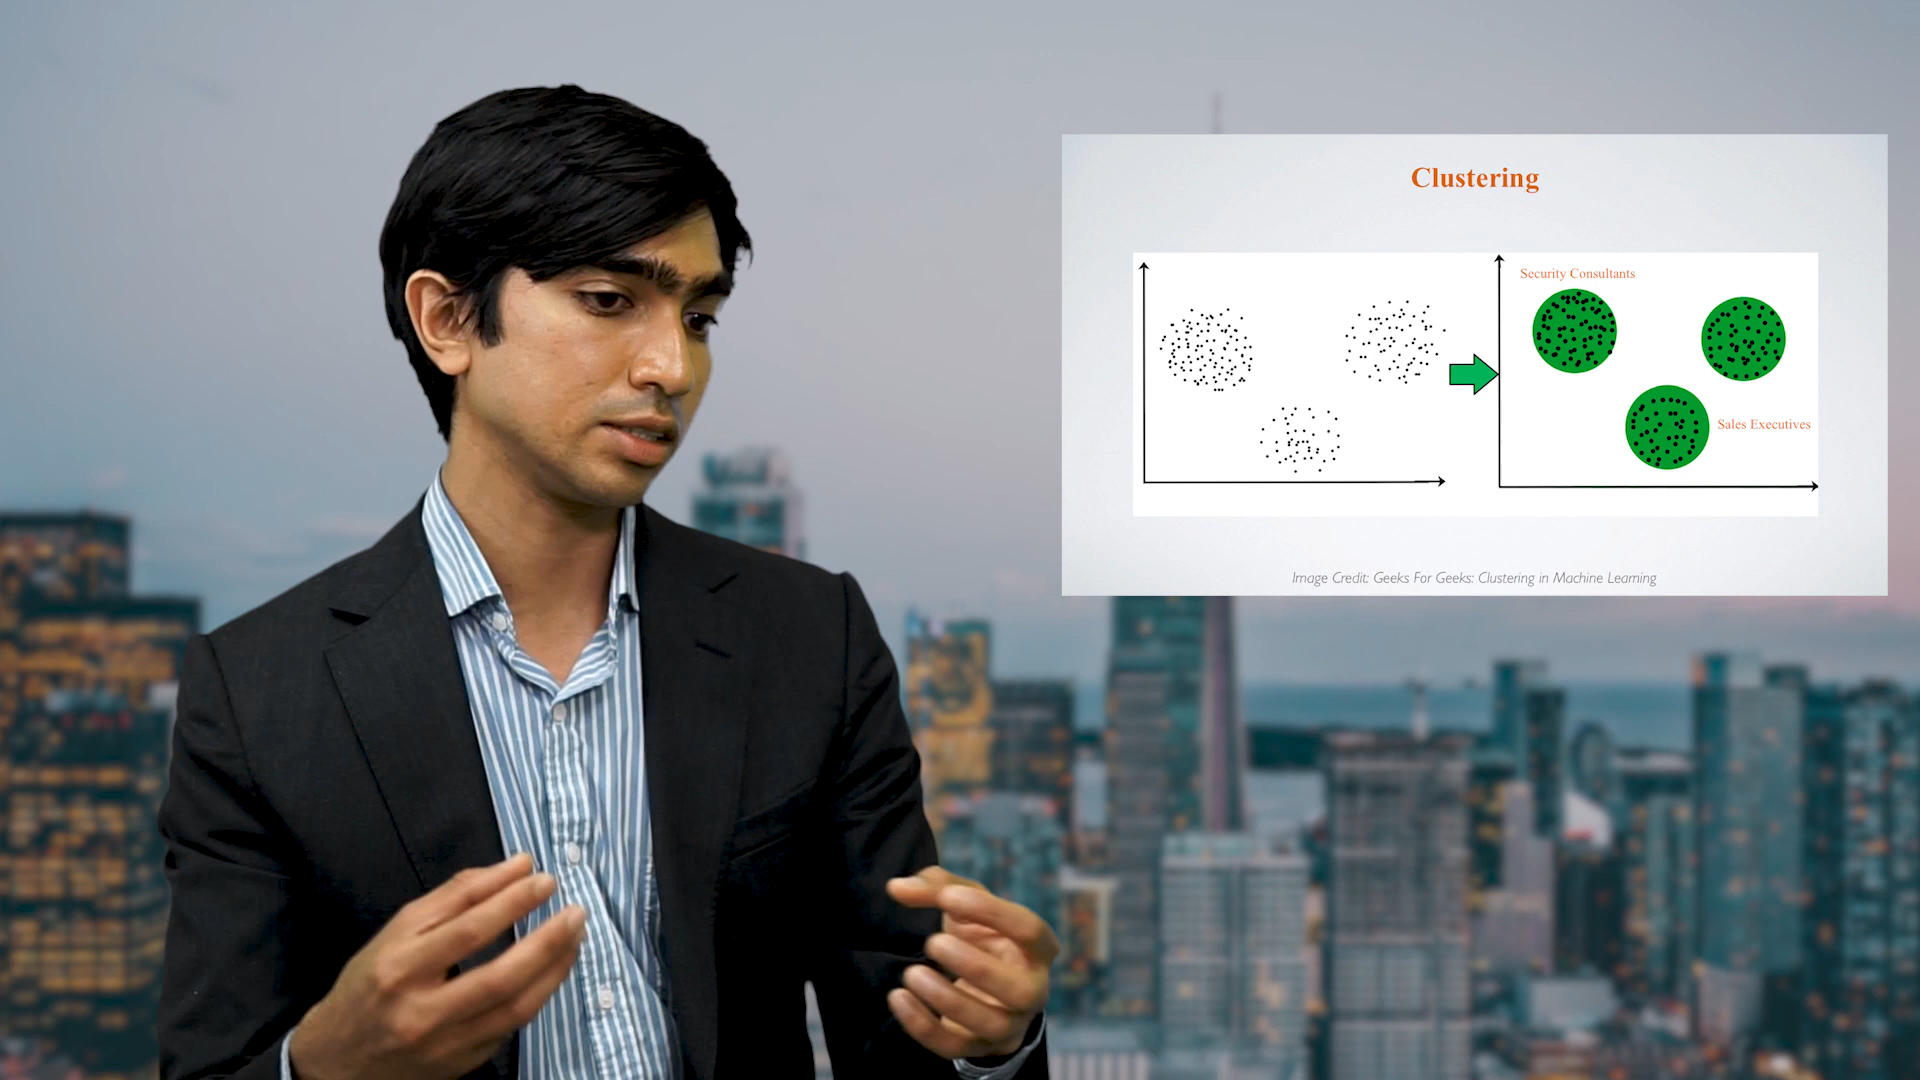 Clustering
Security Consultants
Sales Executives
Image Credit: Geeks For Geeks: Clustering in Machine Learning